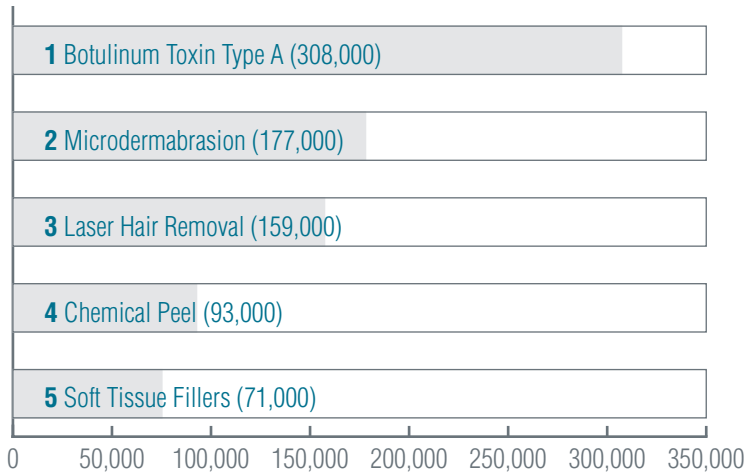 1 Botulinum Toxin Type A (308,000)
2 Microdermabrasion (177,000)
3 Laser Hair Removal (159,000)
4 Chemical Peel (93,000)
5 Soft Tissue Fillers (71,000)
0 50,000 100,000 150,000 200,000 250,000 300,000 350,000